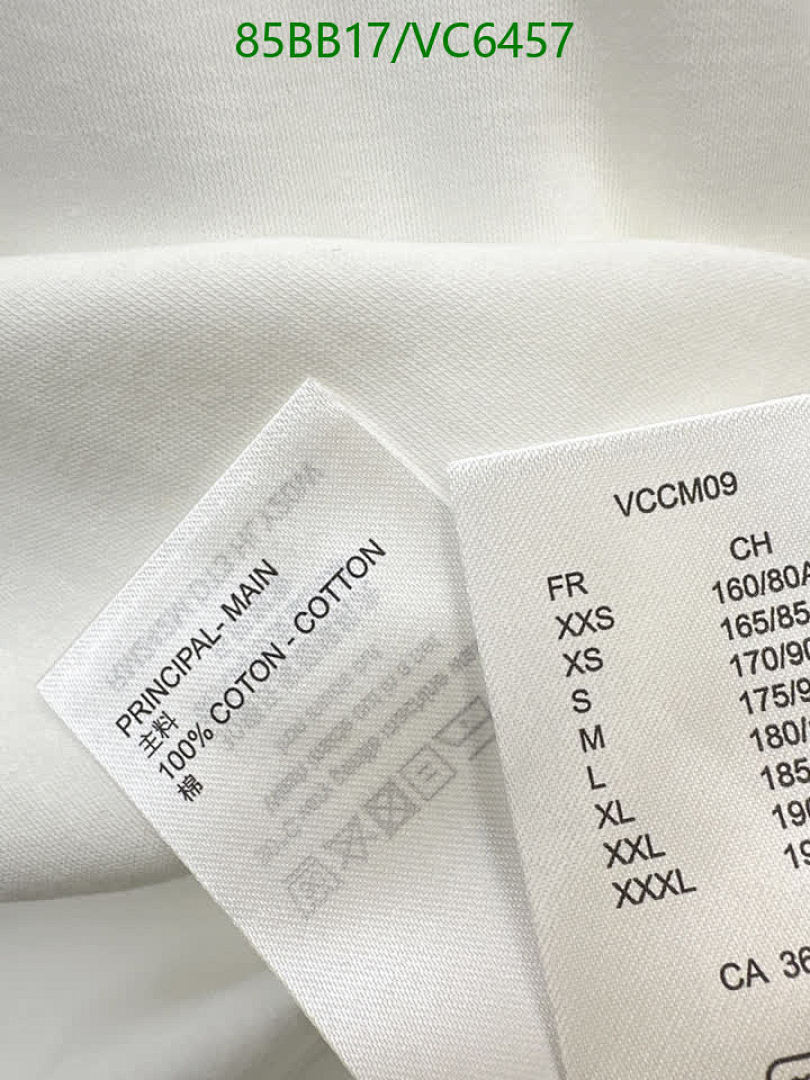 85BB17/VC6457
PRINCIPAL- MAIN
主料
100% COTON - COTTON
棉
VCCM09
FR CH
XXS 160/80A
XS 165/85
S 170/90
M 175/9
L 180/
XL 185
XXL 190
XXXL 19
CA 36